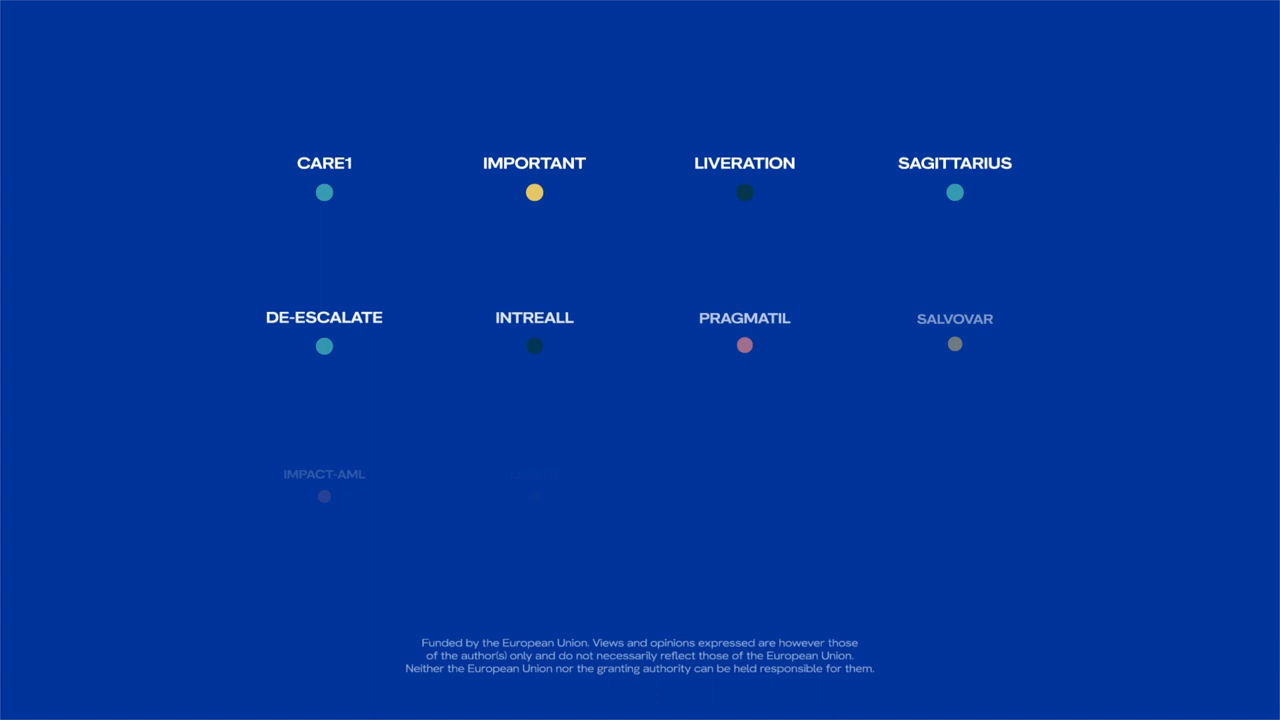 CARE1
IMPORTANT
LIVERATION
SAGITTARIUS
DE-ESCALATE
INTREALL
PRAGMATIL
SALVOVAR
IMPACT-AML
Funded by the European Union. Views and opinions expressed are however those
of the author(s) only and do not necessarily reflect those of the European Union.
Neither the European Union nor the granting authority can be held responsible for them.